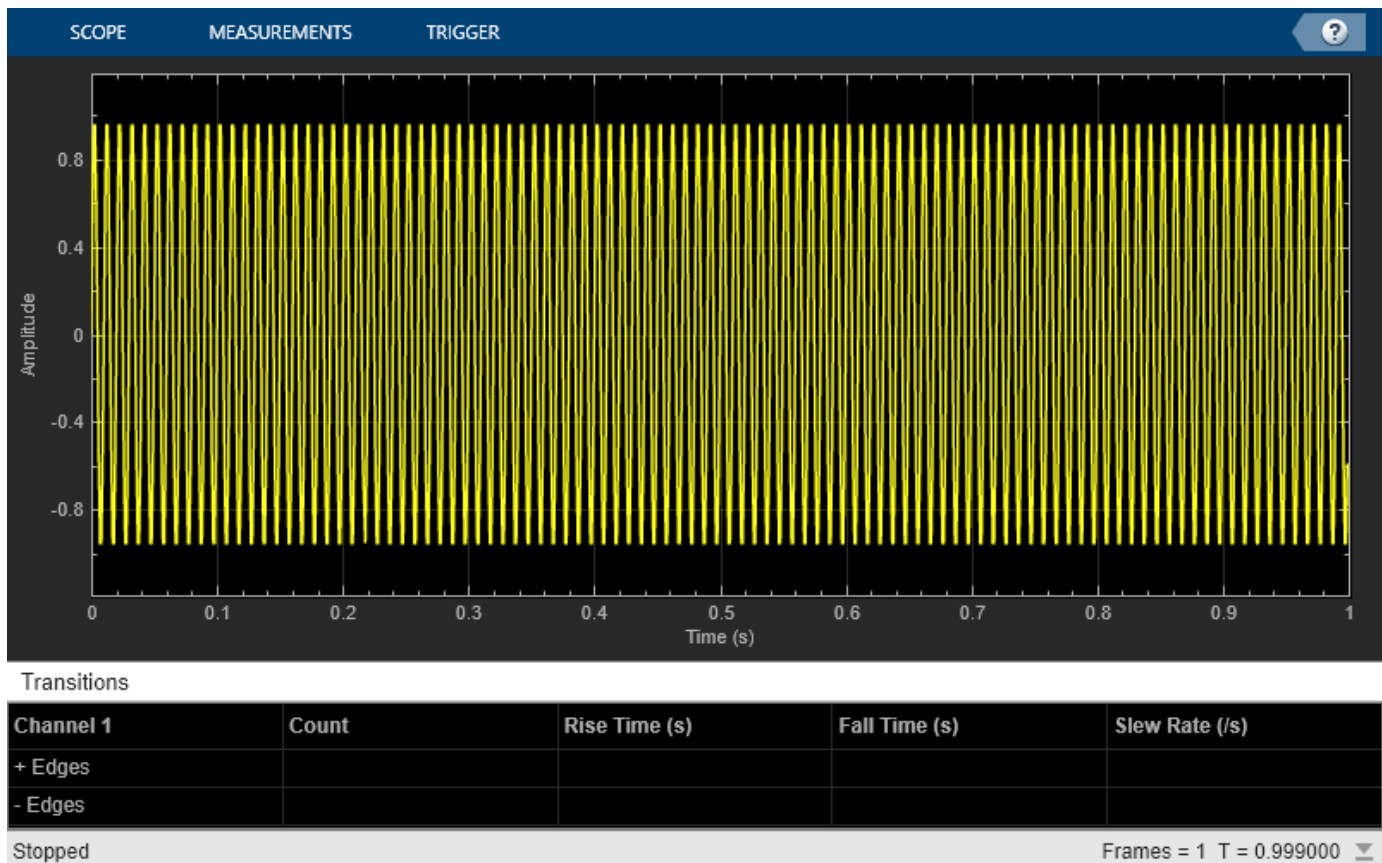 SCOPE MEASUREMENTS TRIGGER ?
0.8
0.4
0
-0.4
-0.8
Amplitude
0 0.1 0.2 0.3 0.4 0.5 0.6 0.7 0.8 0.9 1
Time (s)
Transitions
Channel 1 Count Rise Time (s) Fall Time (s) Slew Rate (/s)
+ Edges
- Edges
Stopped Frames = 1 T = 0.999000